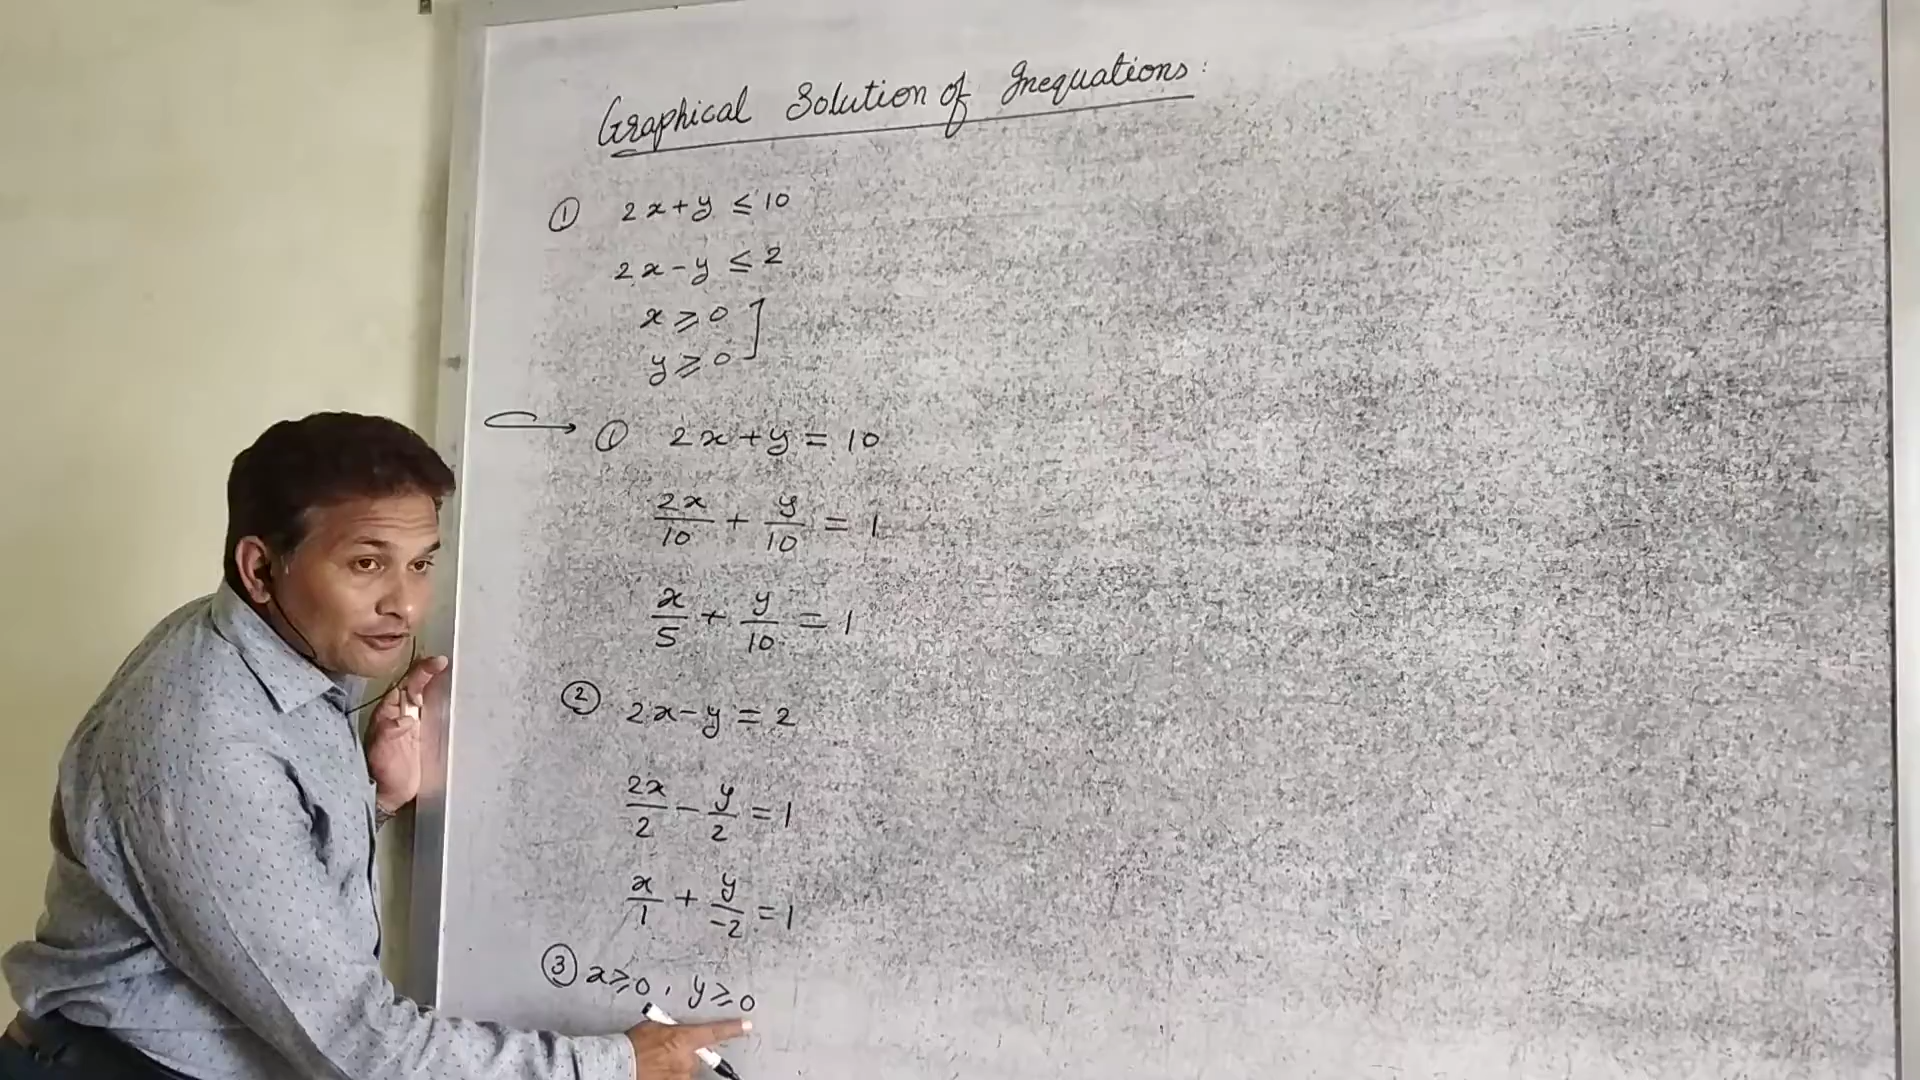 Graphical Solution of Inequations:
① 2x+y ≤ 10
2x-y ≤ 2
x ≥ 0 ]
y ≥ 0
① 2x+y = 10
2x/10 + y/10 = 1
x/5 + y/10 = 1
② 2x-y = 2
2x/2 - y/2 = 1
x/1 + y/-2 = 1
③ x≥0, y≥0